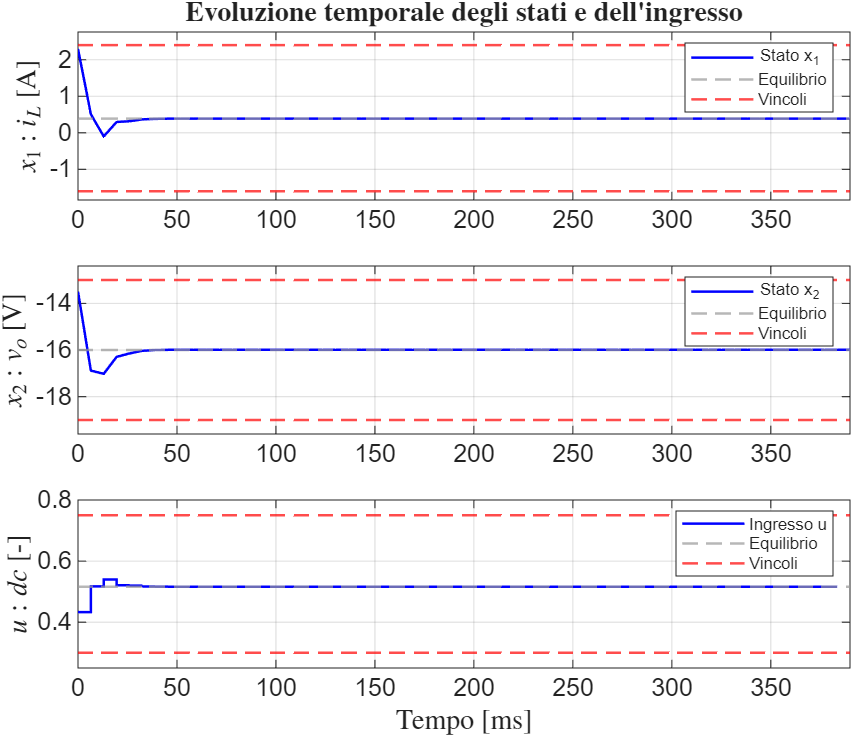 Evoluzione temporale degli stati e dell'ingresso
x₁ : i_L [A]
2
1
0
-1
Stato x₁
Equilibrio
Vincoli
0 50 100 150 200 250 300 350
x₂ : v_o [V]
-14
-16
-18
Stato x₂
Equilibrio
Vincoli
0 50 100 150 200 250 300 350
u : dc [-]
0.8
0.6
0.4
Ingresso u
Equilibrio
Vincoli
0 50 100 150 200 250 300 350
Tempo [ms]